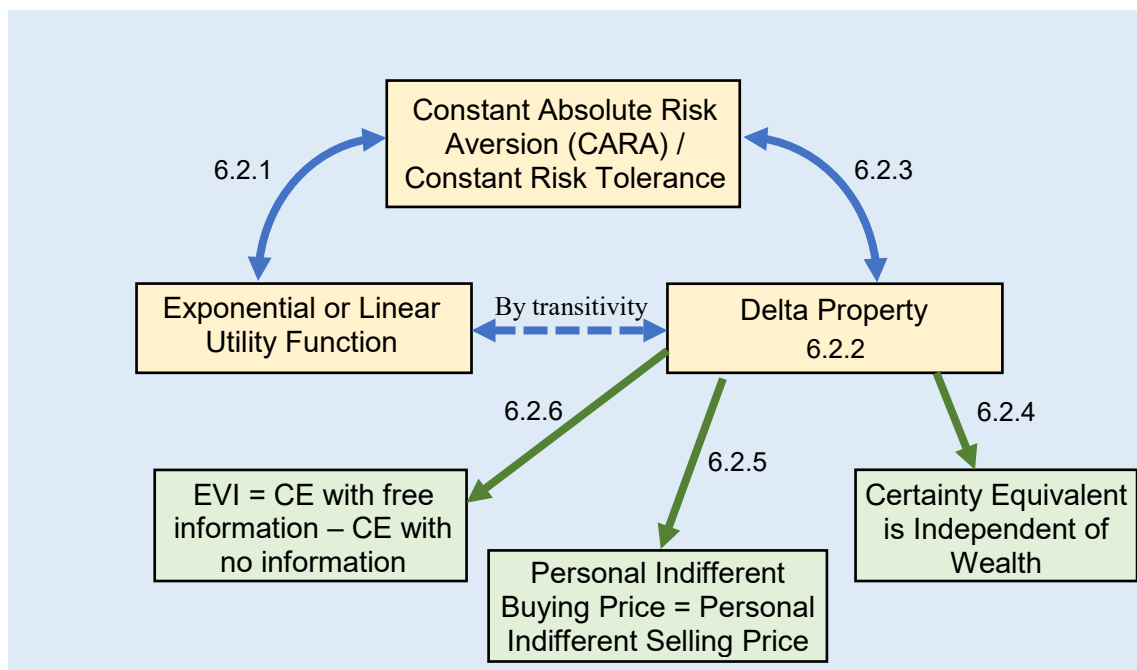 Constant Absolute Risk
Aversion (CARA) /
Constant Risk Tolerance
6.2.1
6.2.3
Exponential or Linear
Utility Function
By transitivity
Delta Property
6.2.2
6.2.6
6.2.5
6.2.4
EVI = CE with free
information – CE with
no information
Personal Indifferent
Buying Price = Personal
Indifferent Selling Price
Certainty Equivalent
is Independent of
Wealth